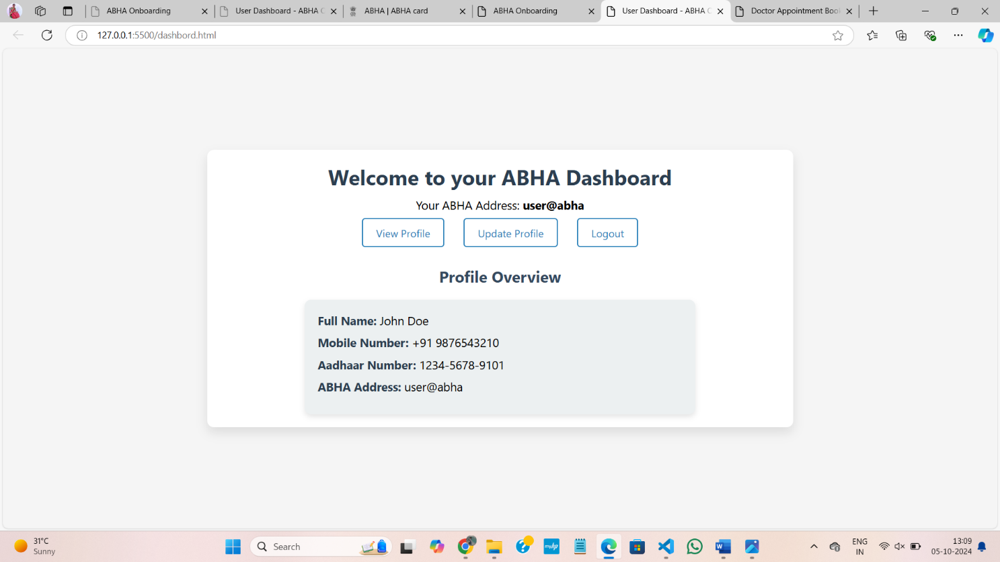 ABHA Onboarding
User Dashboard - ABHA C
ABHA | ABHA card
ABHA Onboarding
User Dashboard - ABHA C
Doctor Appointment Boo
127.0.0.1:5500/dashbord.html
Welcome to your ABHA Dashboard
Your ABHA Address: user@abha
View Profile
Update Profile
Logout
Profile Overview
Full Name: John Doe
Mobile Number: +91 9876543210
Aadhaar Number: 1234-5678-9101
ABHA Address: user@abha
31°C
Sunny
Search
myhp
ENG
IN
13:09
05-10-2024